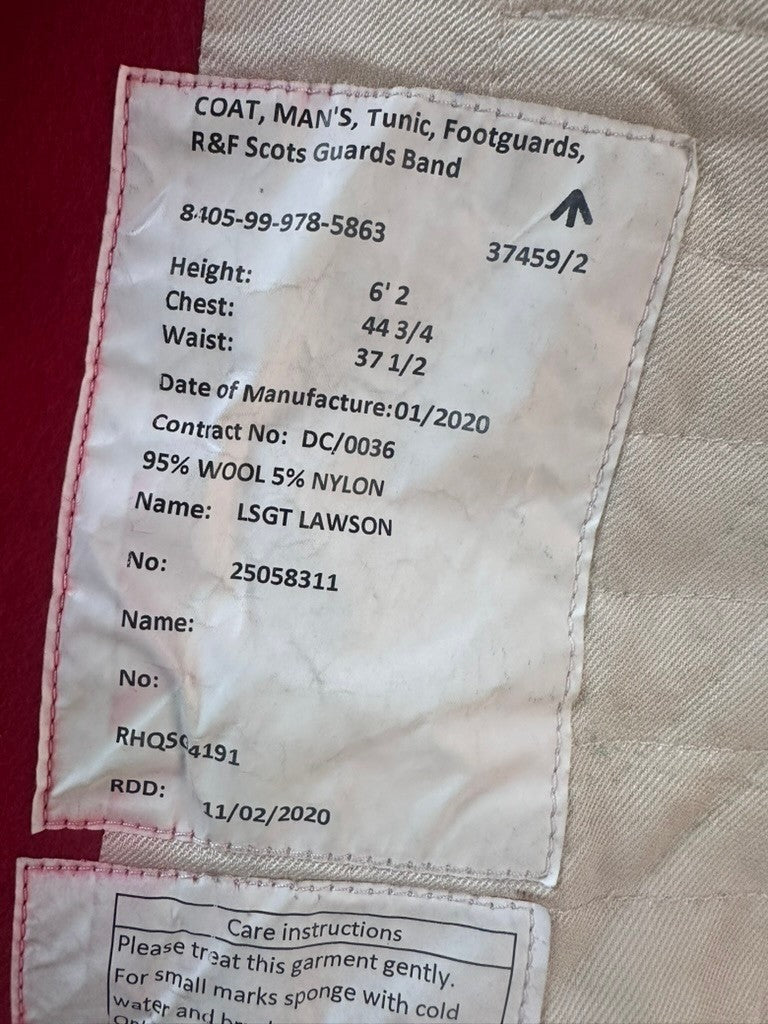 COAT, MAN'S, Tunic, Footguards,
R&F Scots Guards Band
8405-99-978-5863
37459/2
Height: 6' 2
Chest: 44 3/4
Waist: 37 1/2
Date of Manufacture: 01/2020
Contract No: DC/0036
95% WOOL 5% NYLON
Name: LSGT LAWSON
No: 25058311
Name:
No:
RHQSG4191
RDD: 11/02/2020
Care instructions
Please treat this garment gently.
For small marks sponge with cold
water and